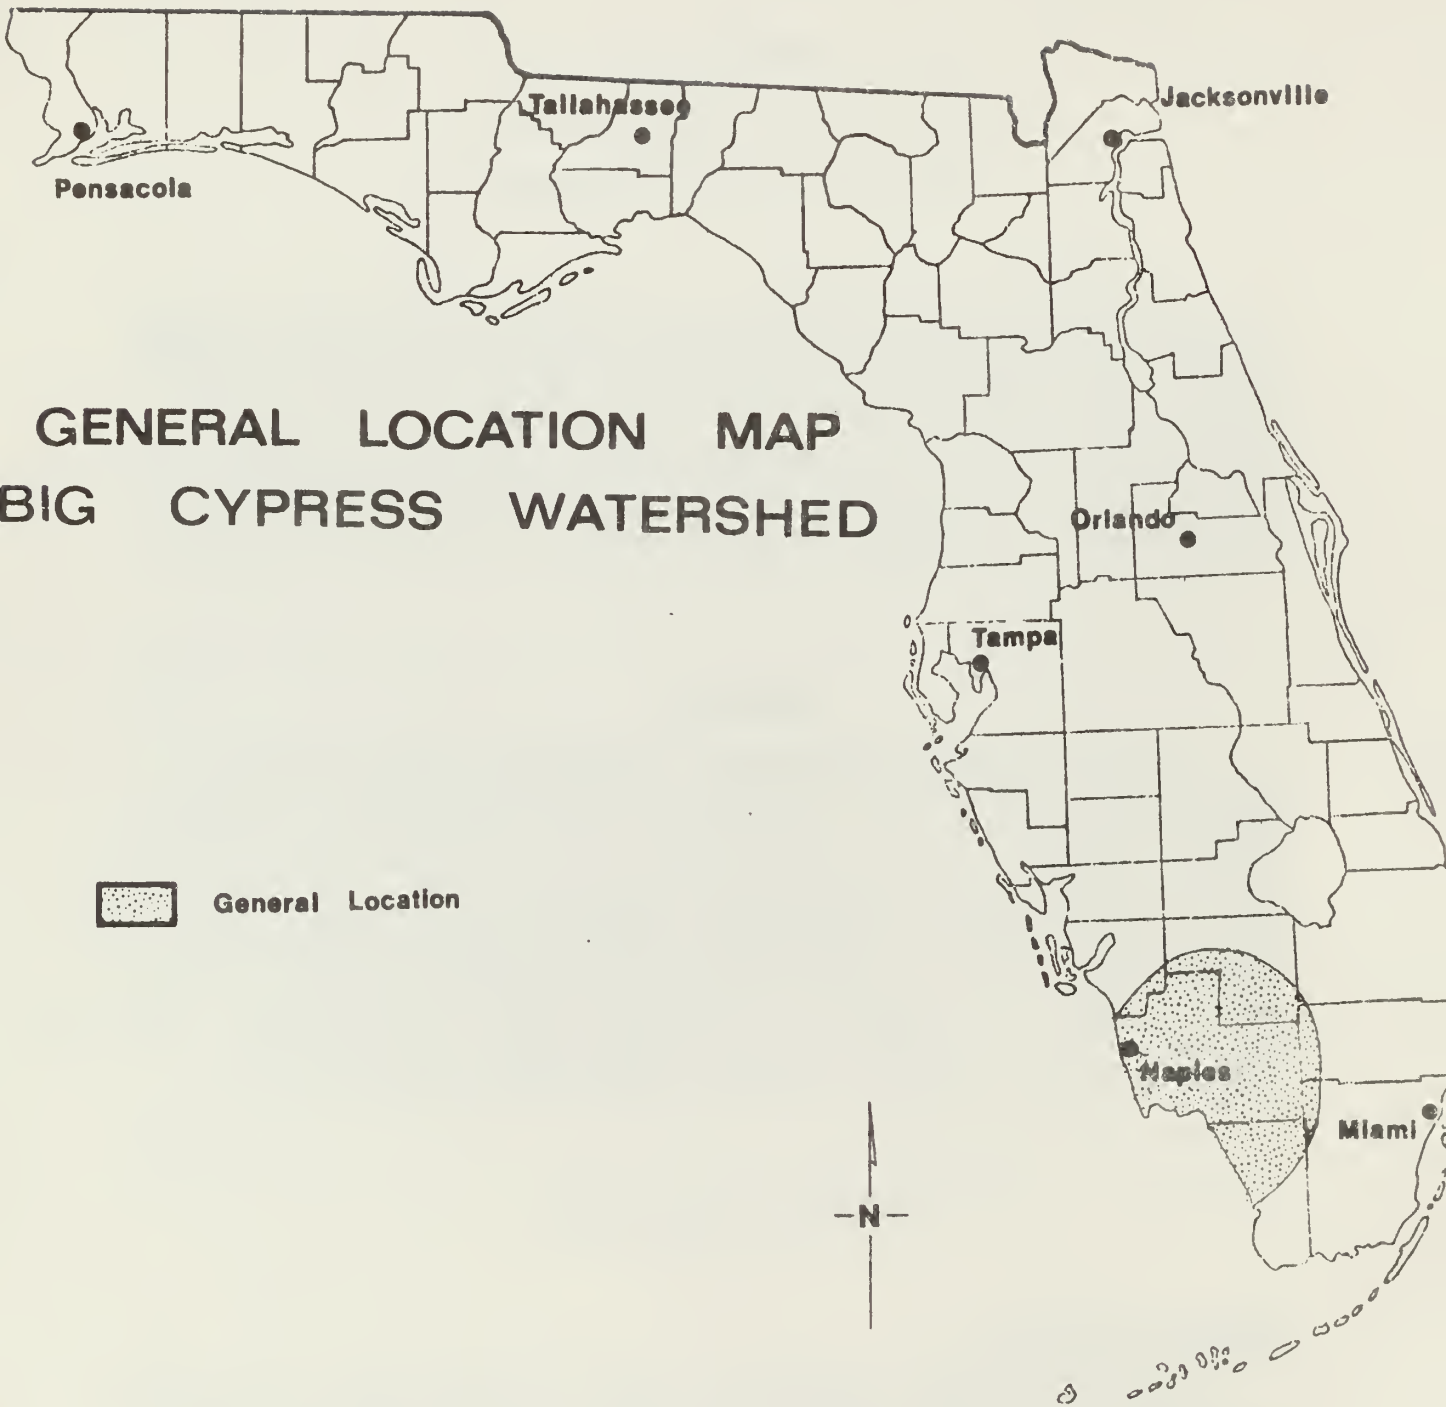 Tallahassee
Jacksonville
Pensacola
GENERAL LOCATION MAP
BIG CYPRESS WATERSHED
Orlando
Tampa
General Location
Naples
Miami
-N-